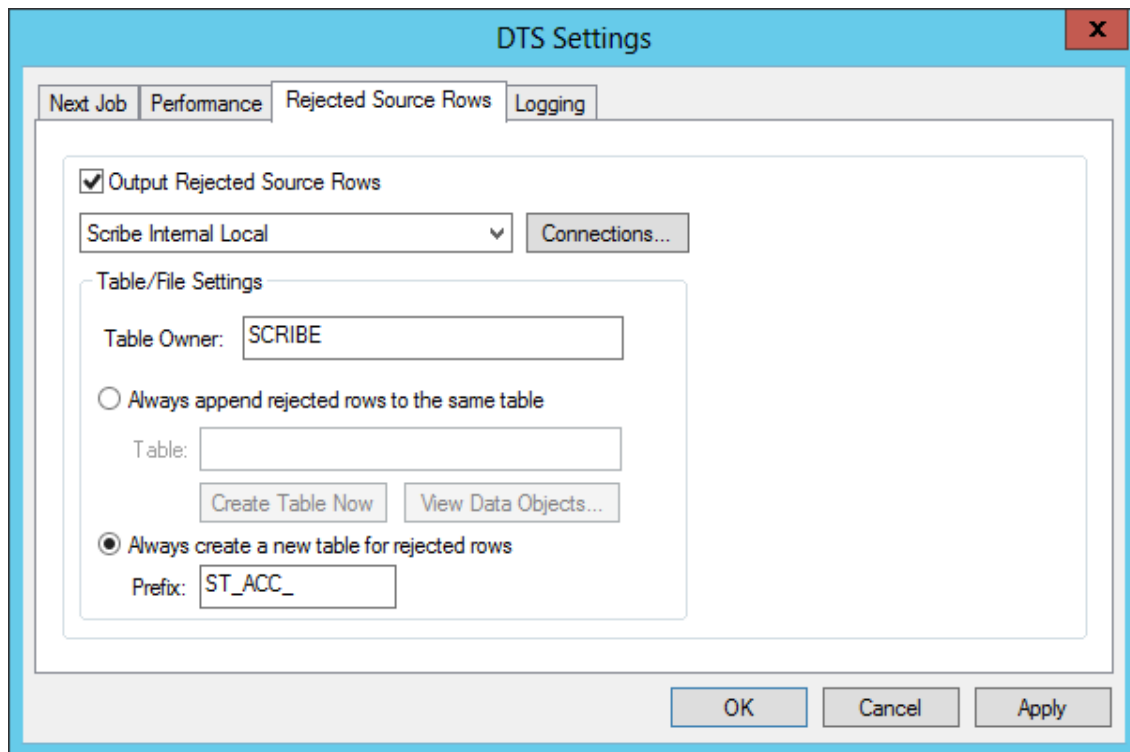 DTS Settings
x
Next Job Performance Rejected Source Rows Logging
Output Rejected Source Rows
Scribe Internal Local Connections...
Table/File Settings
Table Owner: SCRIBE
Always append rejected rows to the same table
Table:
Create Table Now View Data Objects...
Always create a new table for rejected rows
Prefix: ST_ACC_
OK Cancel Apply